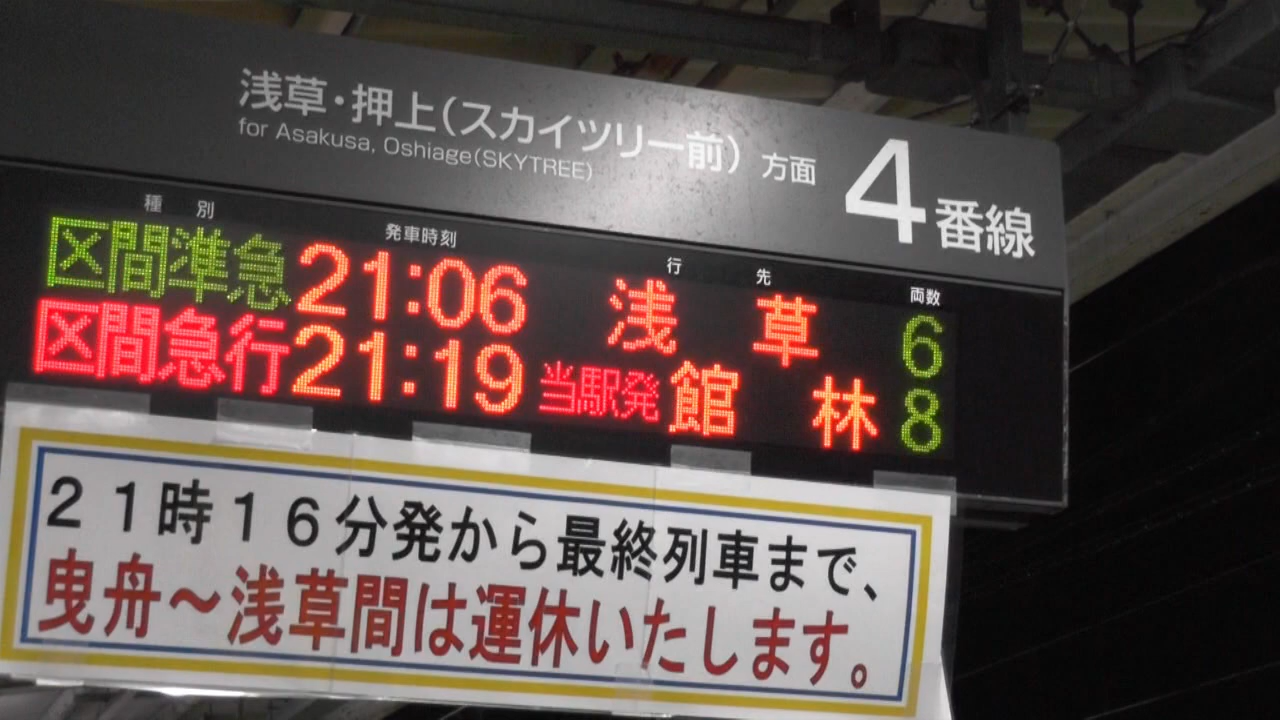 浅草・押上(スカイツリー前) 方面 4番線
for Asakusa, Oshiage(SKYTREE)
種別 発車時刻 行先 両数
区間準急 21:06 浅草 6
区間急行 21:19 当駅発 館林 8
21時16分発から最終列車まで、
曳舟～浅草間は運休いたします。